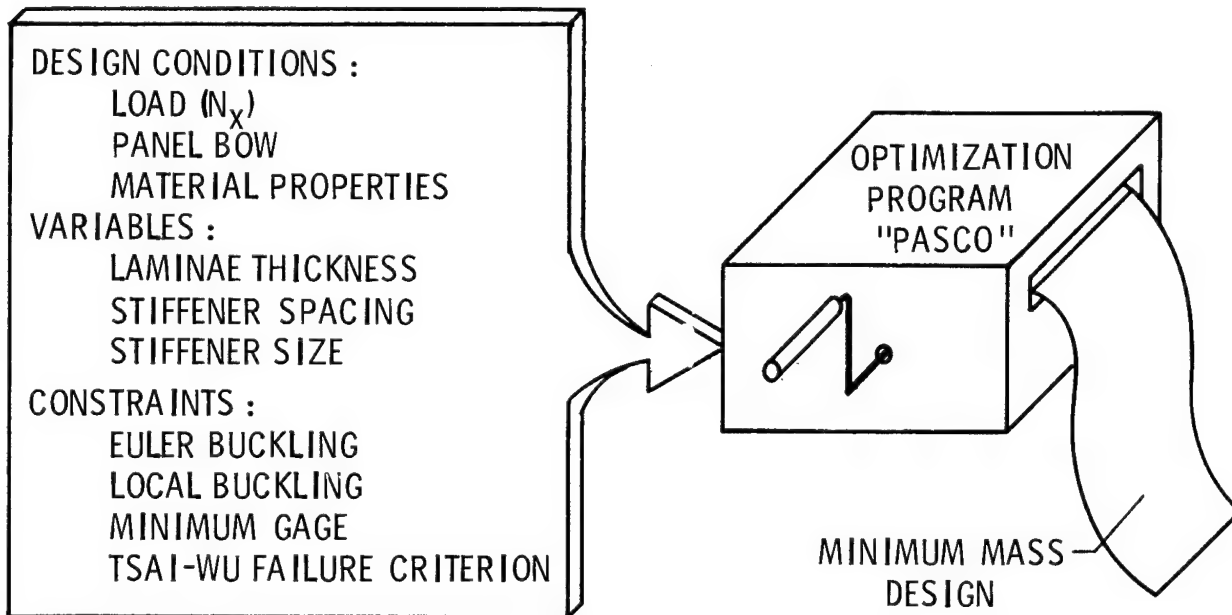 DESIGN CONDITIONS :
LOAD (Nx)
PANEL BOW
MATERIAL PROPERTIES
VARIABLES :
LAMINAE THICKNESS
STIFFENER SPACING
STIFFENER SIZE
CONSTRAINTS :
EULER BUCKLING
LOCAL BUCKLING
MINIMUM GAGE
TSAI-WU FAILURE CRITERION
OPTIMIZATION
PROGRAM
"PASCO"
MINIMUM MASS
DESIGN